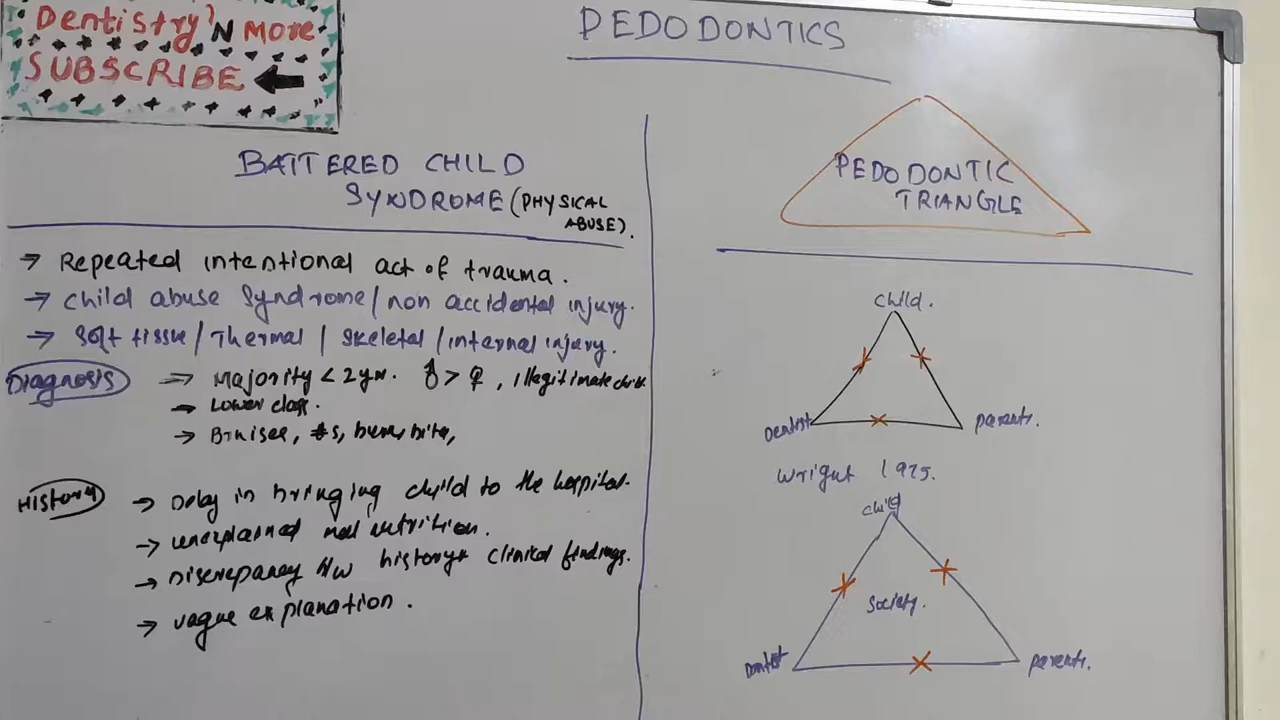 Dentistry'N More
SUBSCRIBE
PEDODONTICS
BATTERED CHILD
SYNDROME (PHYSICAL
ABUSE).
→ Repeated intentional act of trauma.
→ Child abuse Syndrome/non accidental injury.
→ Soft tissue/Thermal/Skeletal/internal injury.
Diagnosis → Majority < 2yrs. ♂ > ♀, illegitimate child
→ Lower class.
→ Bruises, #s, burns, bite,
HISTORY → Delay in bringing child to the hospital.
→ unexplained mal nutrition.
→ Discrepancy b/w history & clinical findings.
→ vague explanation.
PEDODONTIC
TRIANGLE
child.
Dentist
parents.
Wright 1975.
child
Society.
Dentist
parents.